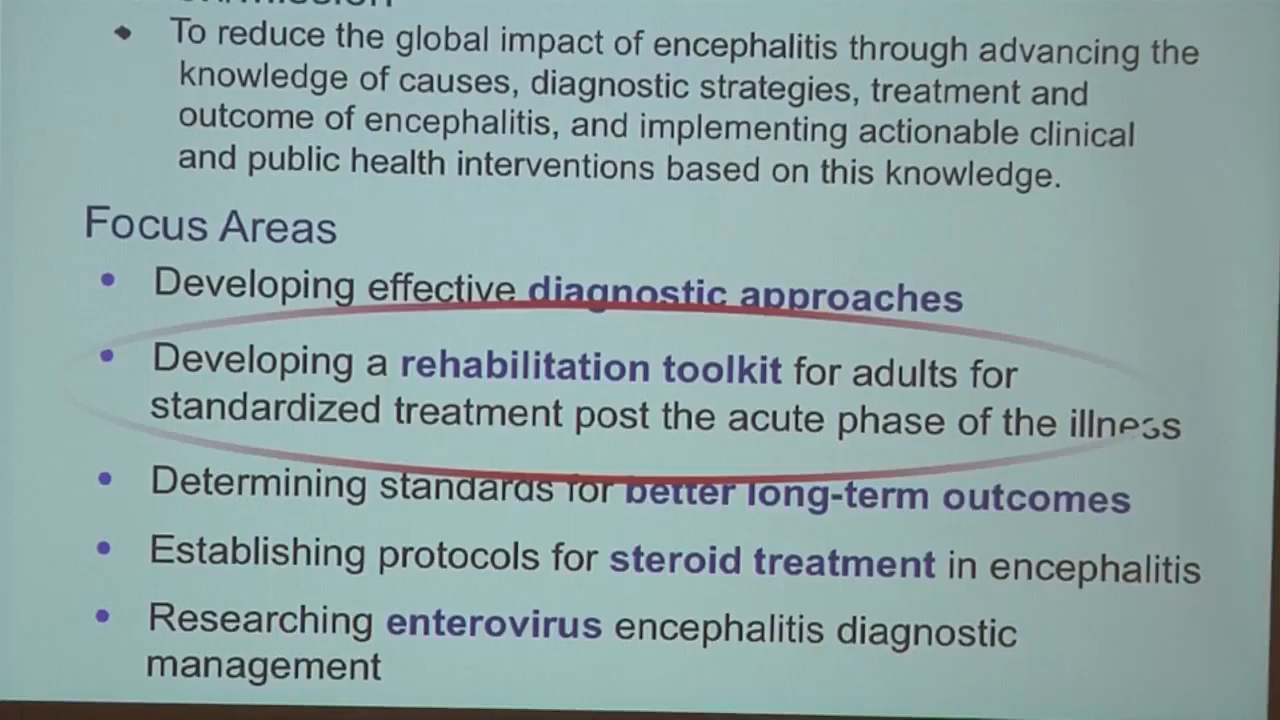 To reduce the global impact of encephalitis through advancing the
knowledge of causes, diagnostic strategies, treatment and
outcome of encephalitis, and implementing actionable clinical
and public health interventions based on this knowledge.
Focus Areas
Developing effective diagnostic approaches
Developing a rehabilitation toolkit for adults for
standardized treatment post the acute phase of the illness
Determining standards for better long-term outcomes
Establishing protocols for steroid treatment in encephalitis
Researching enterovirus encephalitis diagnostic
management